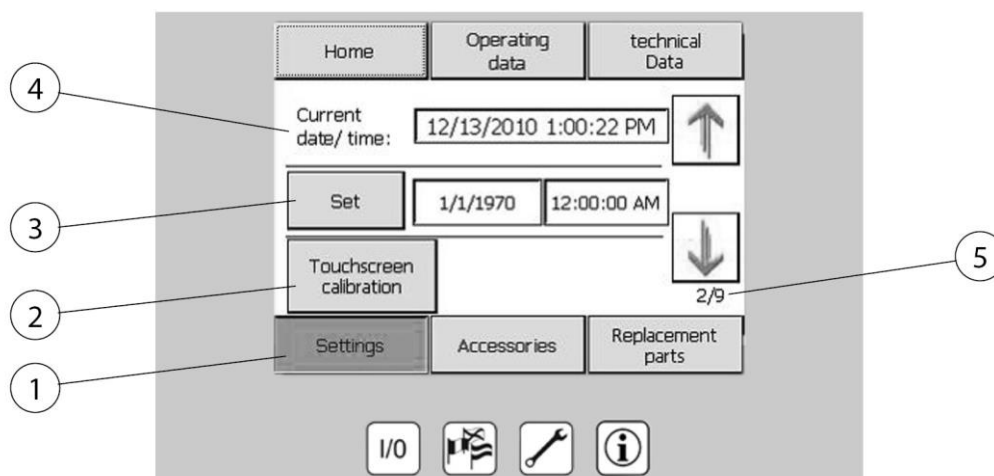 Home
Operating
data
technical
Data
4
Current
date/ time:
12/13/2010 1:00:22 PM
3
Set
1/1/1970
12:00:00 AM
5
2
Touchscreen
calibration
2/9
1
Settings
Accessories
Replacement
parts
I/0
i